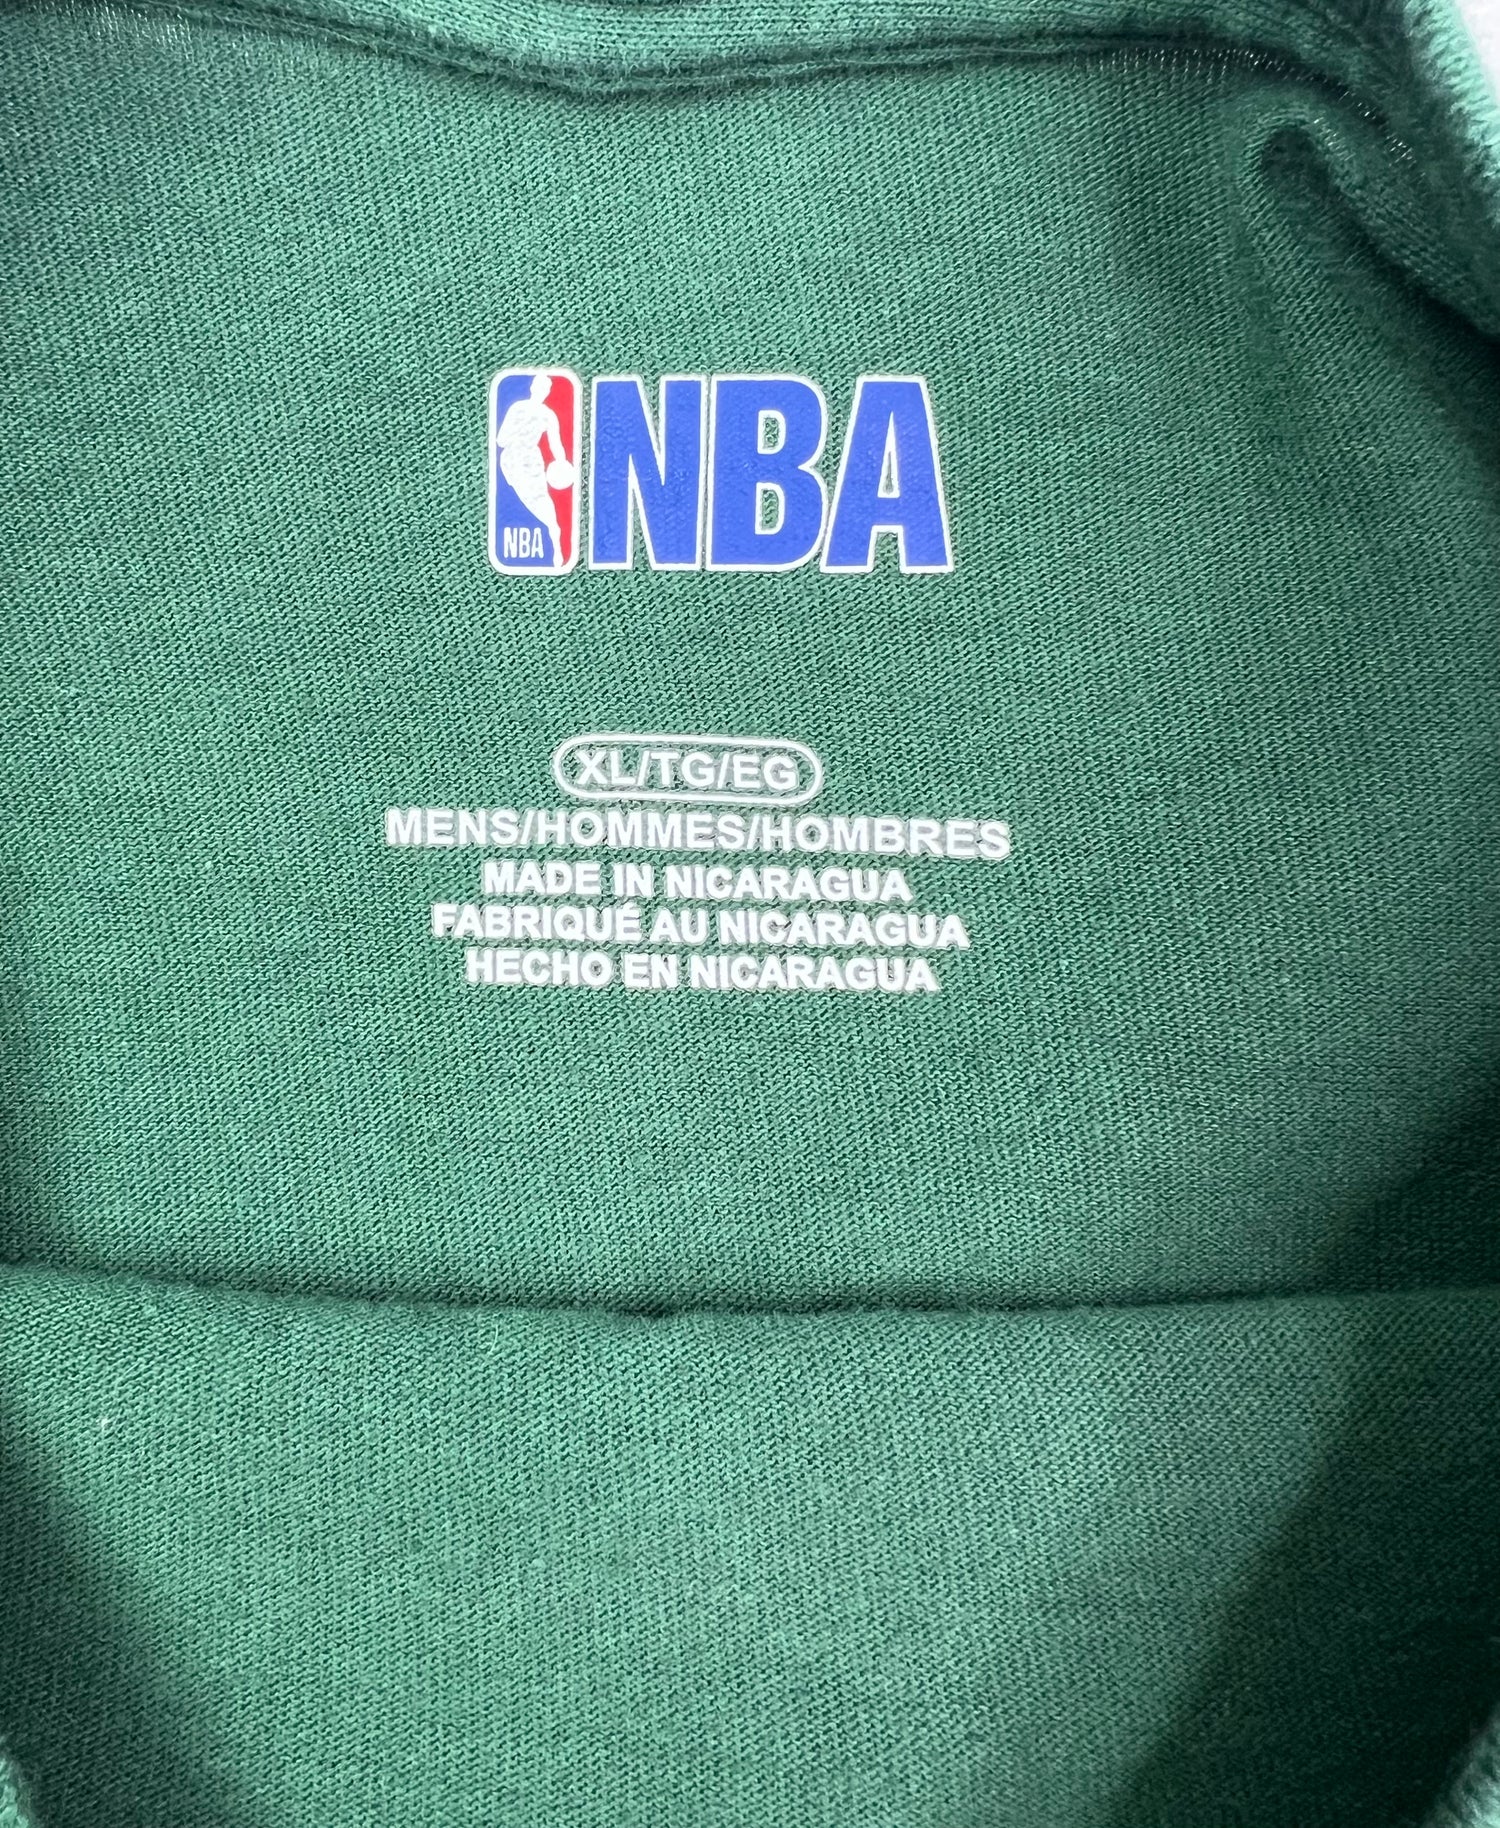 NBA NBA
XL/TG/EG
MENS/HOMMES/HOMBRES
MADE IN NICARAGUA
FABRIQUÉ AU NICARAGUA
HECHO EN NICARAGUA